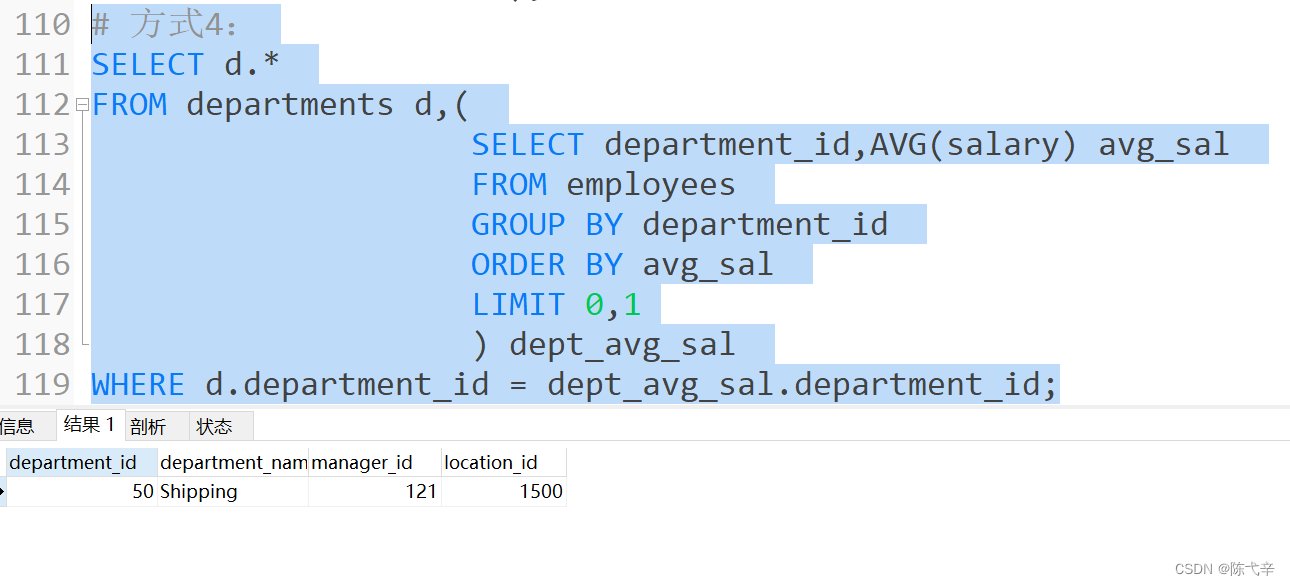 110 # 方式4：
111 SELECT d.*
112 FROM departments d,(
113 SELECT department_id,AVG(salary) avg_sal
114 FROM employees
115 GROUP BY department_id
116 ORDER BY avg_sal
117 LIMIT 0,1
118 ) dept_avg_sal
119 WHERE d.department_id = dept_avg_sal.department_id;
信息 结果 1 剖析 状态
department_id department_nam manager_id location_id
50 Shipping 121 1500
CSDN @陈弋辛